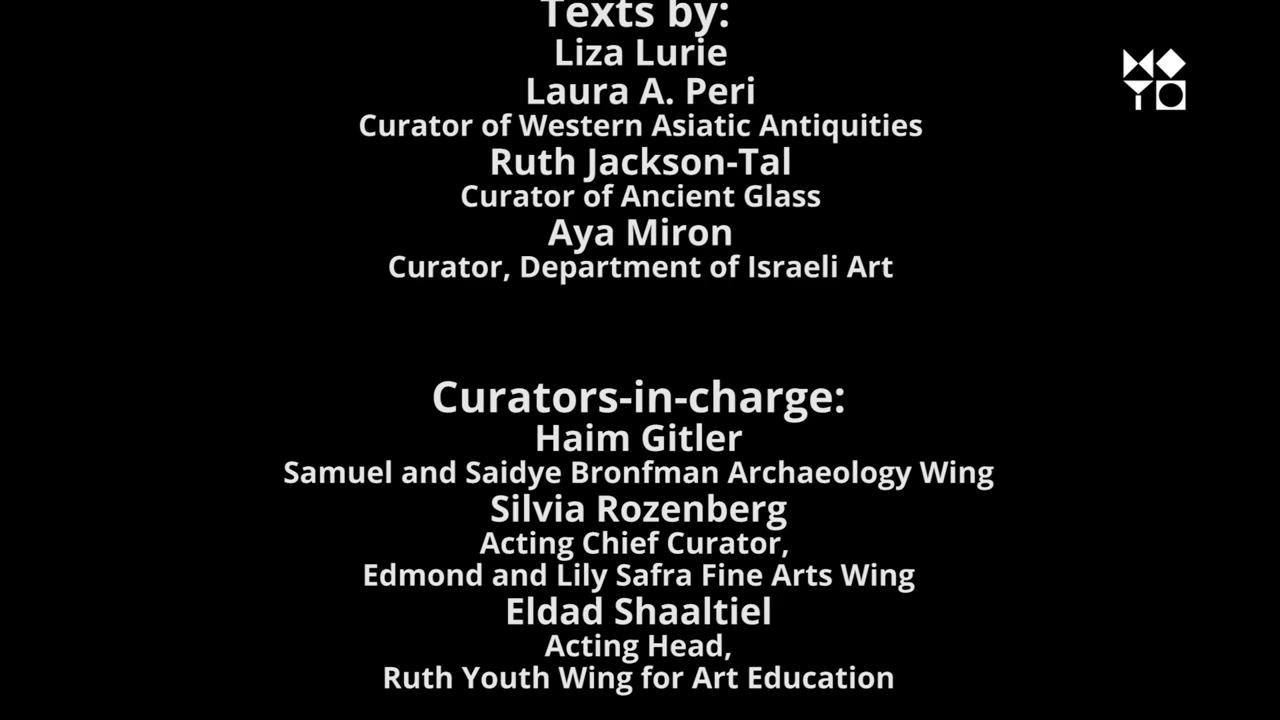 Texts by:
Liza Lurie
Laura A. Peri
Curator of Western Asiatic Antiquities
Ruth Jackson-Tal
Curator of Ancient Glass
Aya Miron
Curator, Department of Israeli Art
Curators-in-charge:
Haim Gitler
Samuel and Saidye Bronfman Archaeology Wing
Silvia Rozenberg
Acting Chief Curator,
Edmond and Lily Safra Fine Arts Wing
Eldad Shaaltiel
Acting Head,
Ruth Youth Wing for Art Education